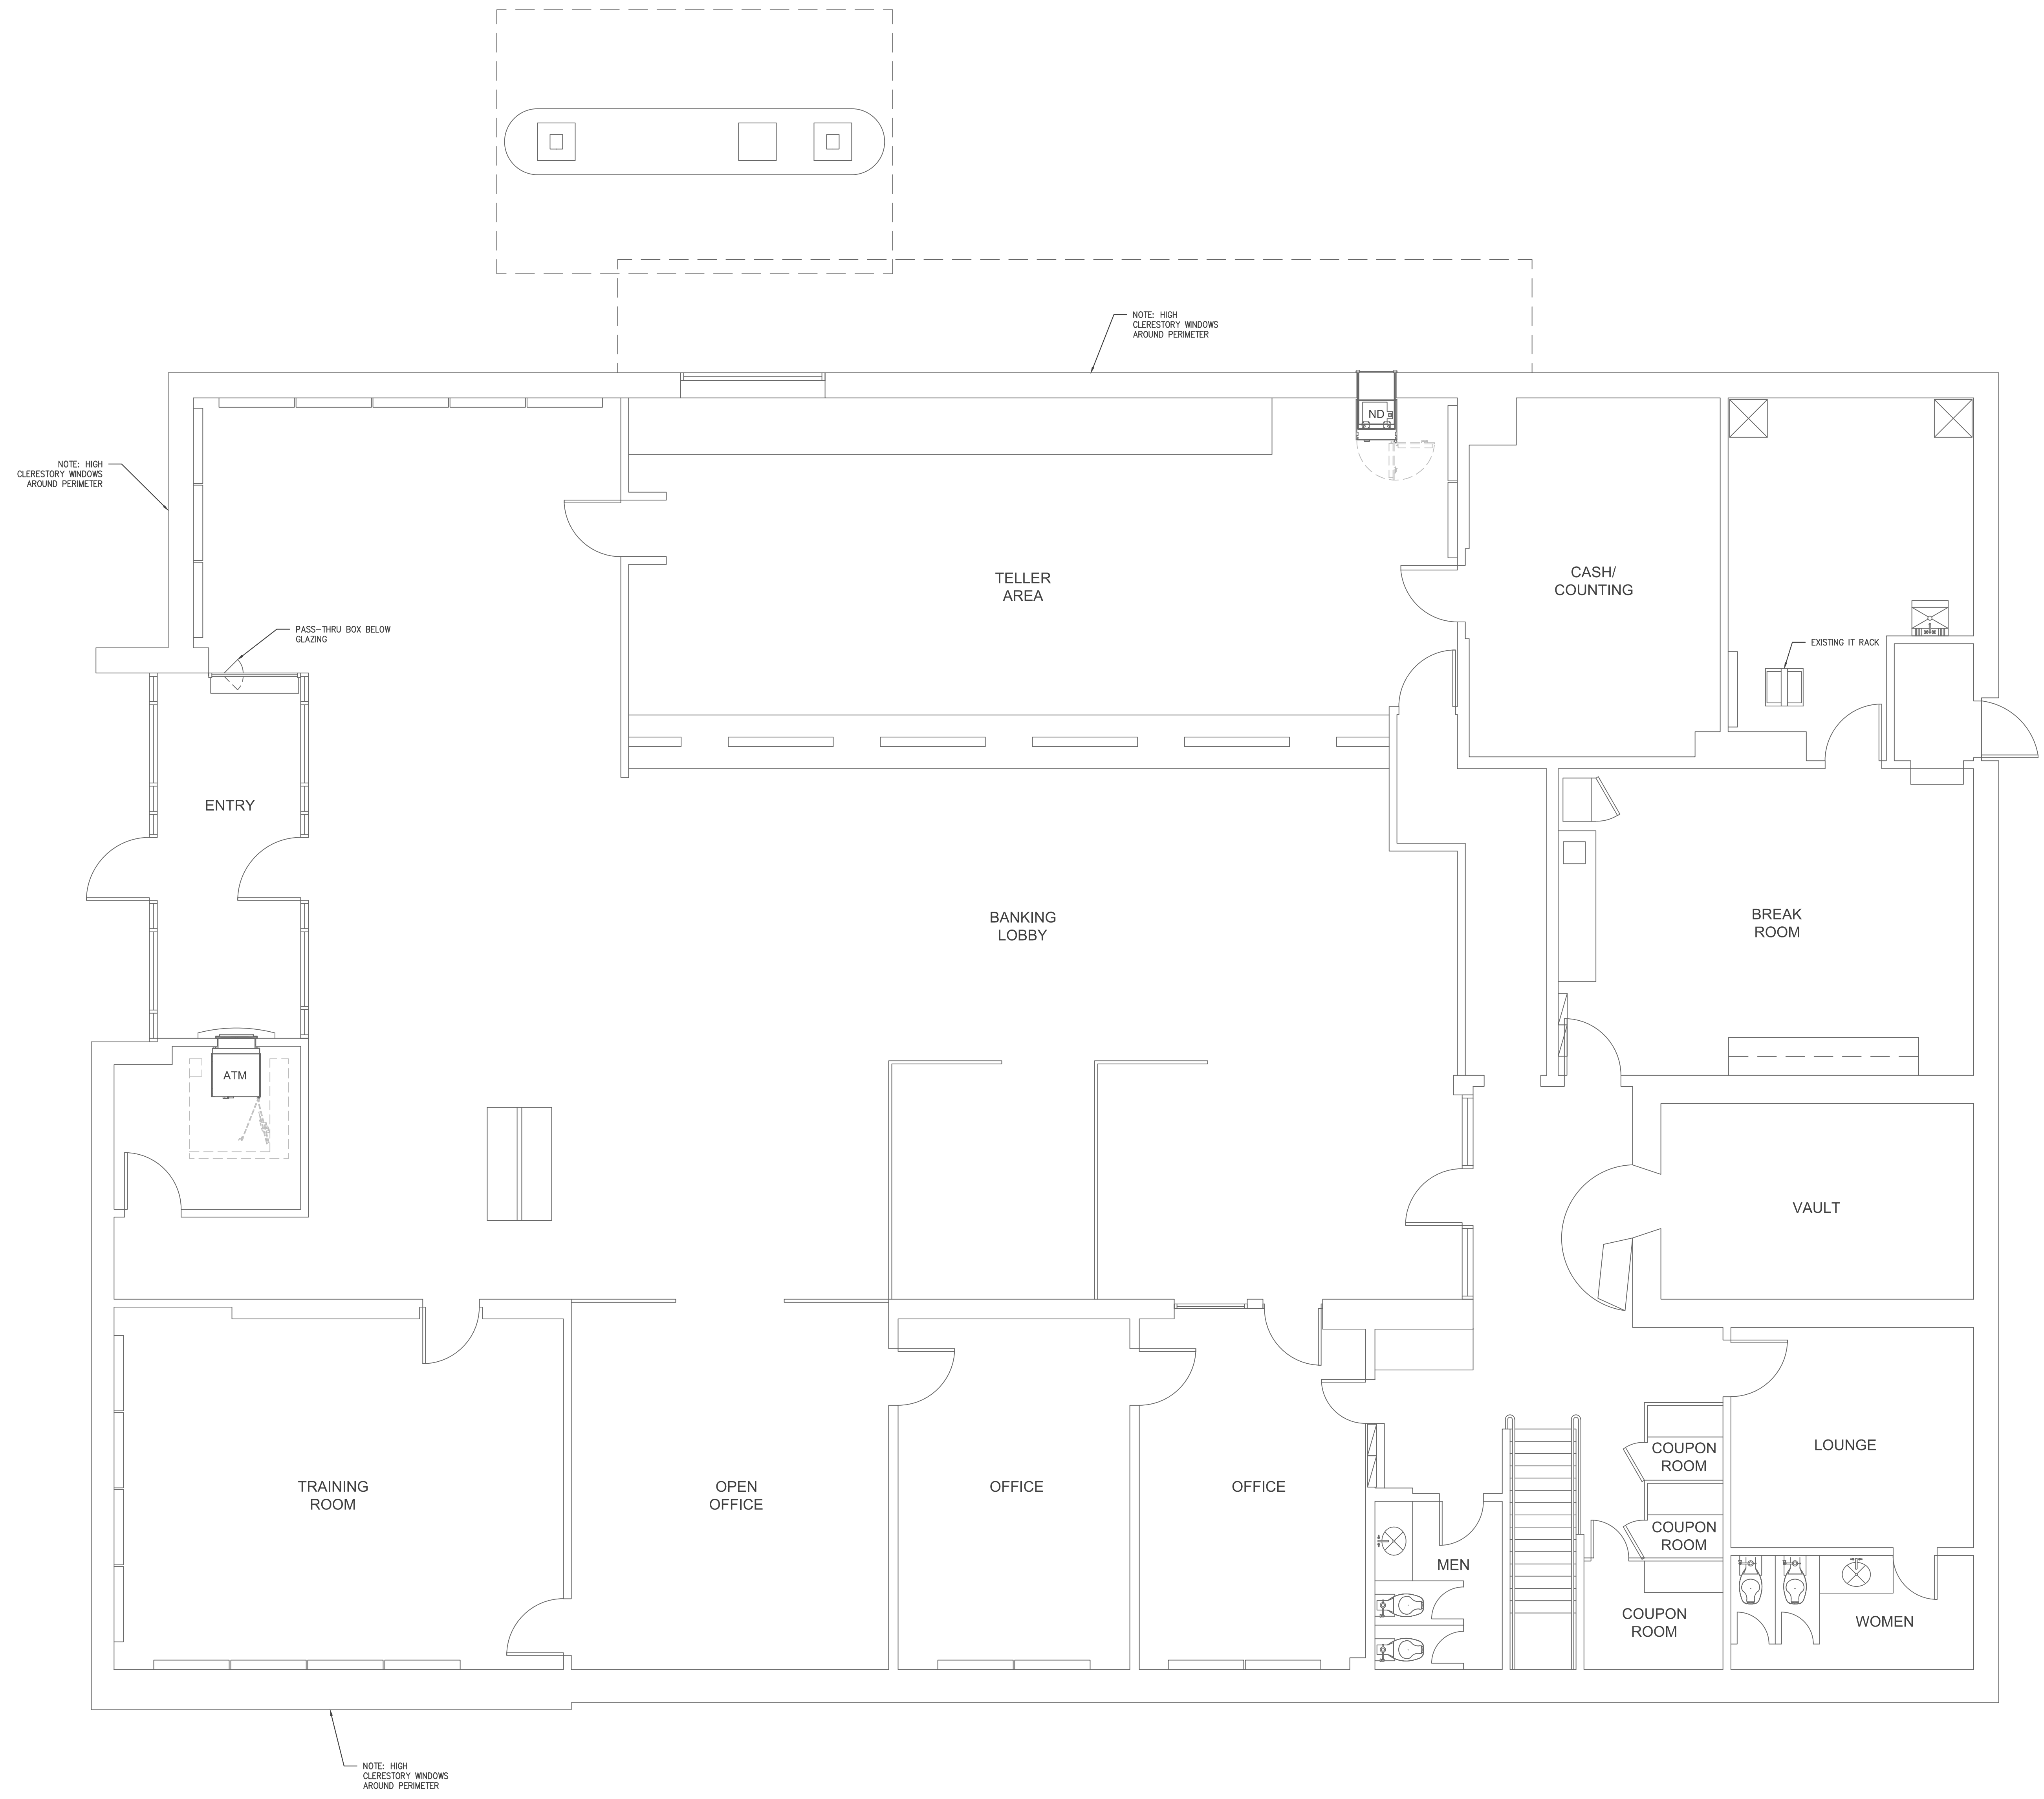 NOTE: HIGH
CLERESTORY WINDOWS
AROUND PERIMETER
ND
NOTE: HIGH
CLERESTORY WINDOWS
AROUND PERIMETER
TELLER
AREA
CASH/
COUNTING
PASS-THRU BOX BELOW
GLAZING
EXISTING IT RACK
ENTRY
BANKING
LOBBY
BREAK
ROOM
ATM
VAULT
TRAINING
ROOM
OPEN
OFFICE
OFFICE
OFFICE
COUPON
ROOM
LOUNGE
COUPON
ROOM
MEN
COUPON
ROOM
WOMEN
NOTE: HIGH
CLERESTORY WINDOWS
AROUND PERIMETER